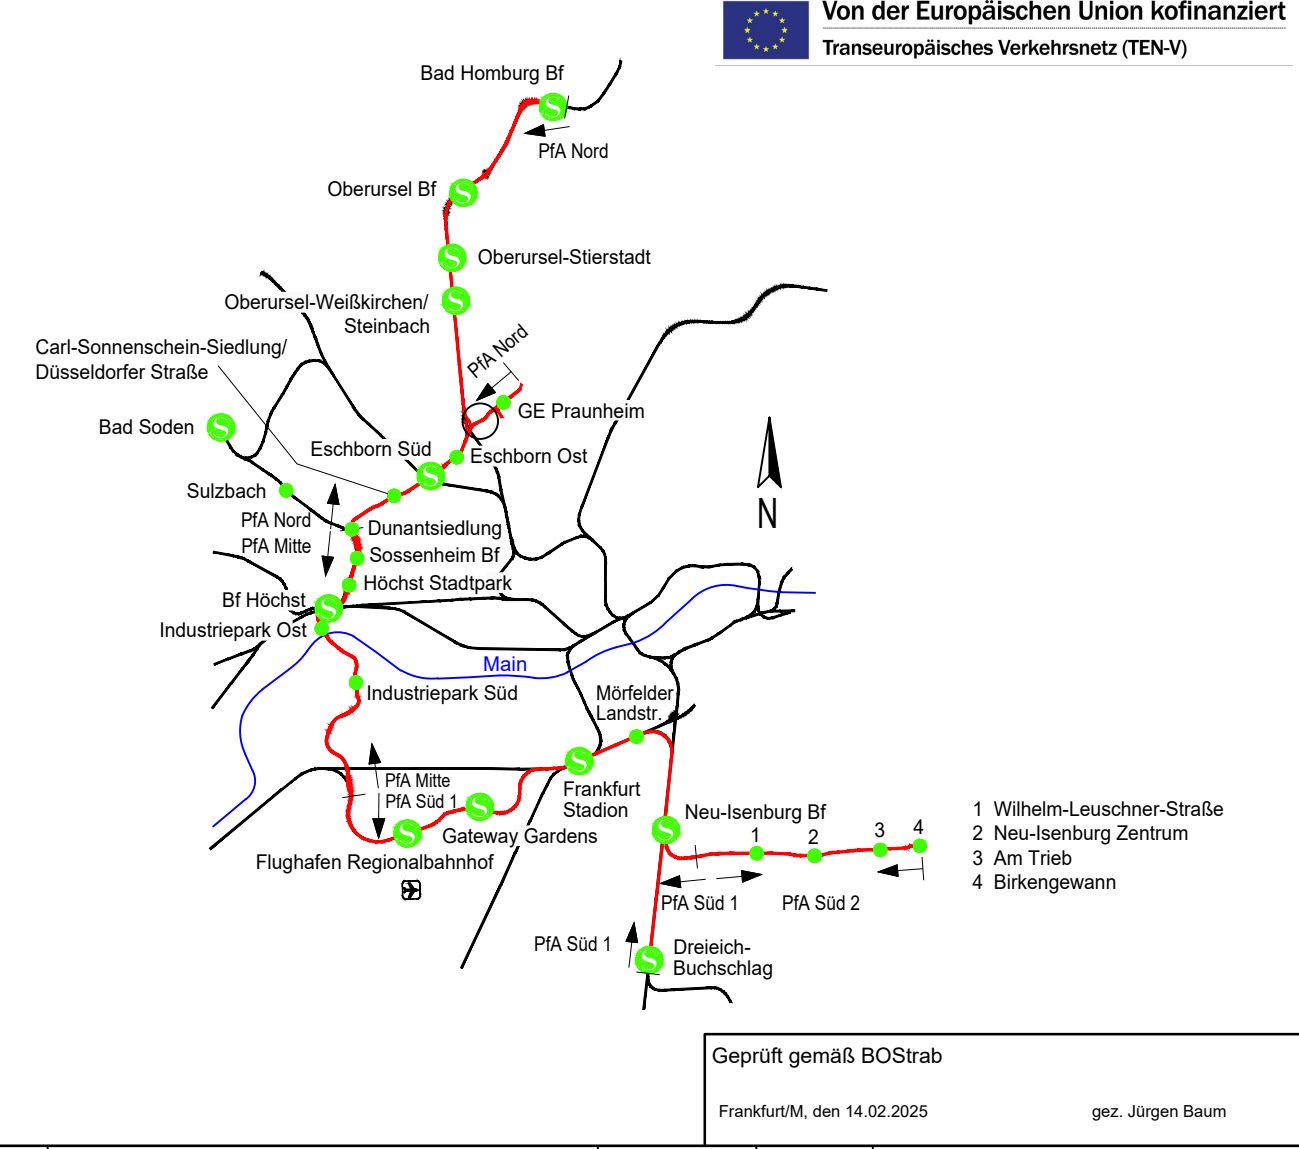 Von der Europäischen Union kofinanziert
Transeuropäisches Verkehrsnetz (TEN-V)
Bad Homburg Bf
PfA Nord
Oberursel Bf
Oberursel-Stierstadt
Oberursel-Weißkirchen/
Steinbach
PfA Nord
Carl-Sonnenschein-Siedlung/
Düsseldorfer Straße
GE Praunheim
Bad Soden
Eschborn Süd
Eschborn Ost
Sulzbach
PfA Nord
PfA Mitte
Dunantsiedlung
Sossenheim Bf
Höchst Stadtpark
Bf Höchst
Industriepark Ost
N
Main
Industriepark Süd
Mörfelder
Landstr.
PfA Mitte
PfA Süd 1
Frankfurt
Stadion
Gateway Gardens
Flughafen Regionalbahnhof
Neu-Isenburg Bf
1
2
3
4
PfA Süd 1
PfA Süd 2
1 Wilhelm-Leuschner-Straße
2 Neu-Isenburg Zentrum
3 Am Trieb
4 Birkengewann
PfA Süd 1
Dreieich-
Buchschlag
Geprüft gemäß BOStrab
Frankfurt/M, den 14.02.2025
gez. Jürgen Baum